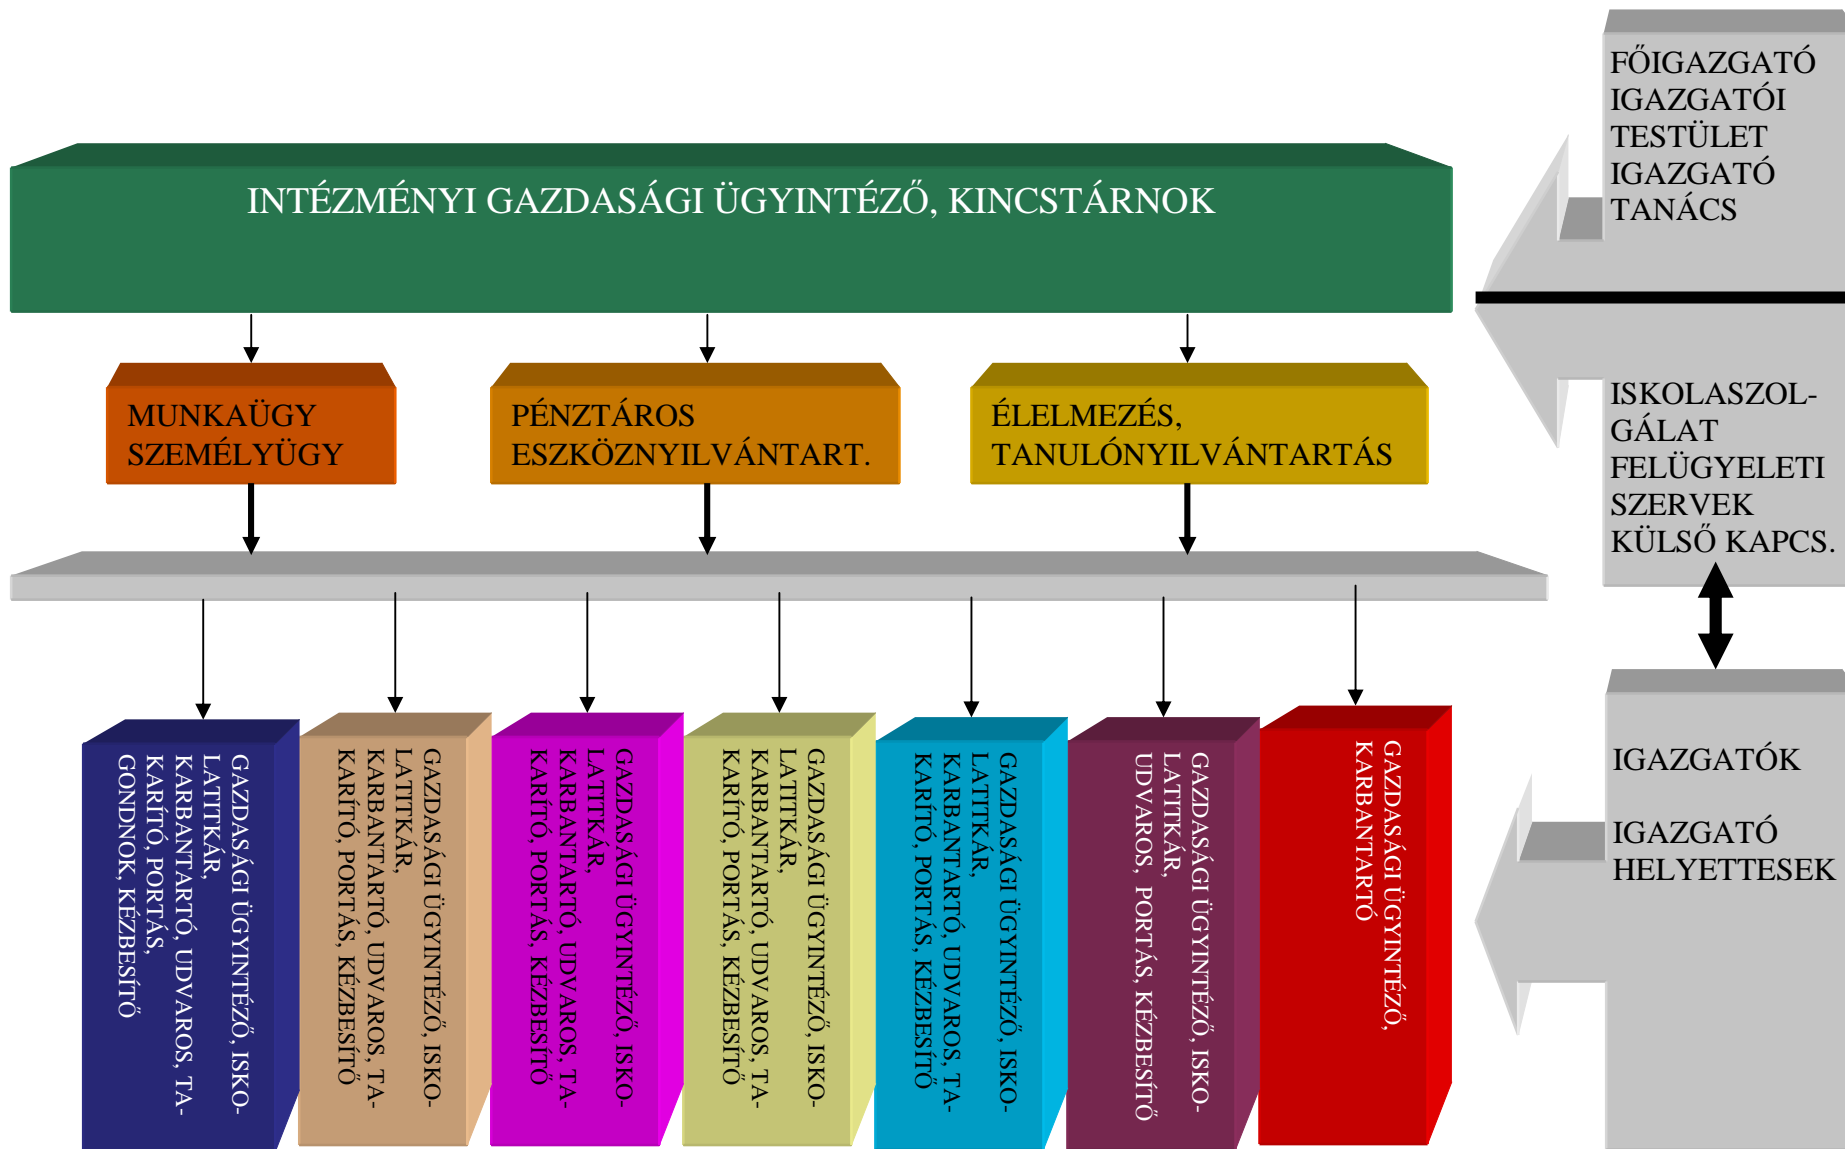 FŐIGAZGATÓ
IGAZGATÓI
TESTÜLET
IGAZGATÓ
TANÁCS
INTÉZMÉNYI GAZDASÁGI ÜGYINTÉZŐ, KINCSTÁRNOK
MUNKAÜGY
SZEMÉLYÜGY
PÉNZTÁROS
ESZKÖZNYILVÁNTART.
ÉLELMEZÉS,
TANULÓNYILVÁNTARTÁS
ISKOLASZOL-
GÁLAT
FELÜGYELETI
SZERVEK
KÜLSŐ KAPCS.
GAZDASÁGI ÜGYINTÉZŐ, ISKO-
LATITKÁR,
KARBANTARTÓ, UDVAROS, TA-
KARÍTÓ, PORTÁS,
GONDNOK, KÉZBESÍTŐ
GAZDASÁGI ÜGYINTÉZŐ, ISKO-
LATITKÁR,
KARBANTARTÓ, UDVAROS, TA-
KARÍTÓ, PORTÁS, KÉZBESÍTŐ
GAZDASÁGI ÜGYINTÉZŐ, ISKO-
LATITKÁR,
KARBANTARTÓ, UDVAROS, TA-
KARÍTÓ, PORTÁS, KÉZBESÍTŐ
GAZDASÁGI ÜGYINTÉZŐ, ISKO-
LATITKÁR,
KARBANTARTÓ, UDVAROS, TA-
KARÍTÓ, PORTÁS, KÉZBESÍTŐ
GAZDASÁGI ÜGYINTÉZŐ, ISKO-
LATITKÁR,
KARBANTARTÓ, UDVAROS, TA-
KARÍTÓ, PORTÁS, KÉZBESÍTŐ
GAZDASÁGI ÜGYINTÉZŐ, ISKO-
LATITKÁR,
UDVAROS, PORTÁS, KÉZBESÍTŐ
GAZDASÁGI ÜGYINTÉZŐ,
KARBANTARTÓ
IGAZGATÓK
IGAZGATÓ
HELYETTESEK